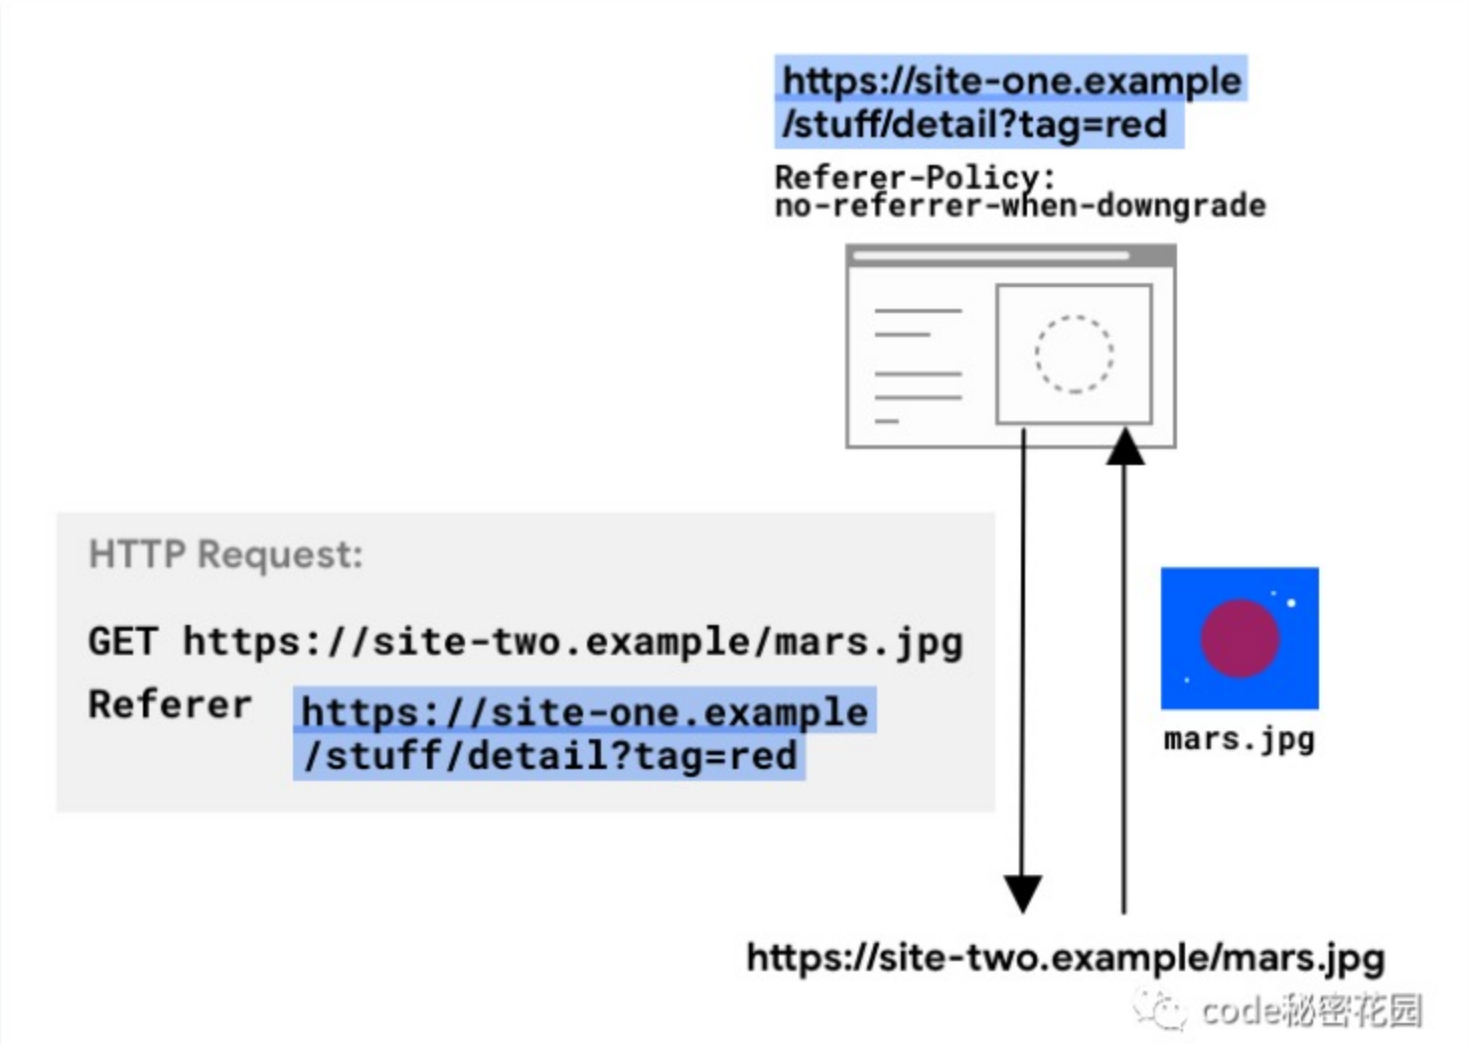 https://site-one.example
/stuff/detail?tag=red
Referer-Policy:
no-referrer-when-downgrade
HTTP Request:
GET https://site-two.example/mars.jpg
Referer https://site-one.example
/stuff/detail?tag=red
mars.jpg
https://site-two.example/mars.jpg
code秘密花园